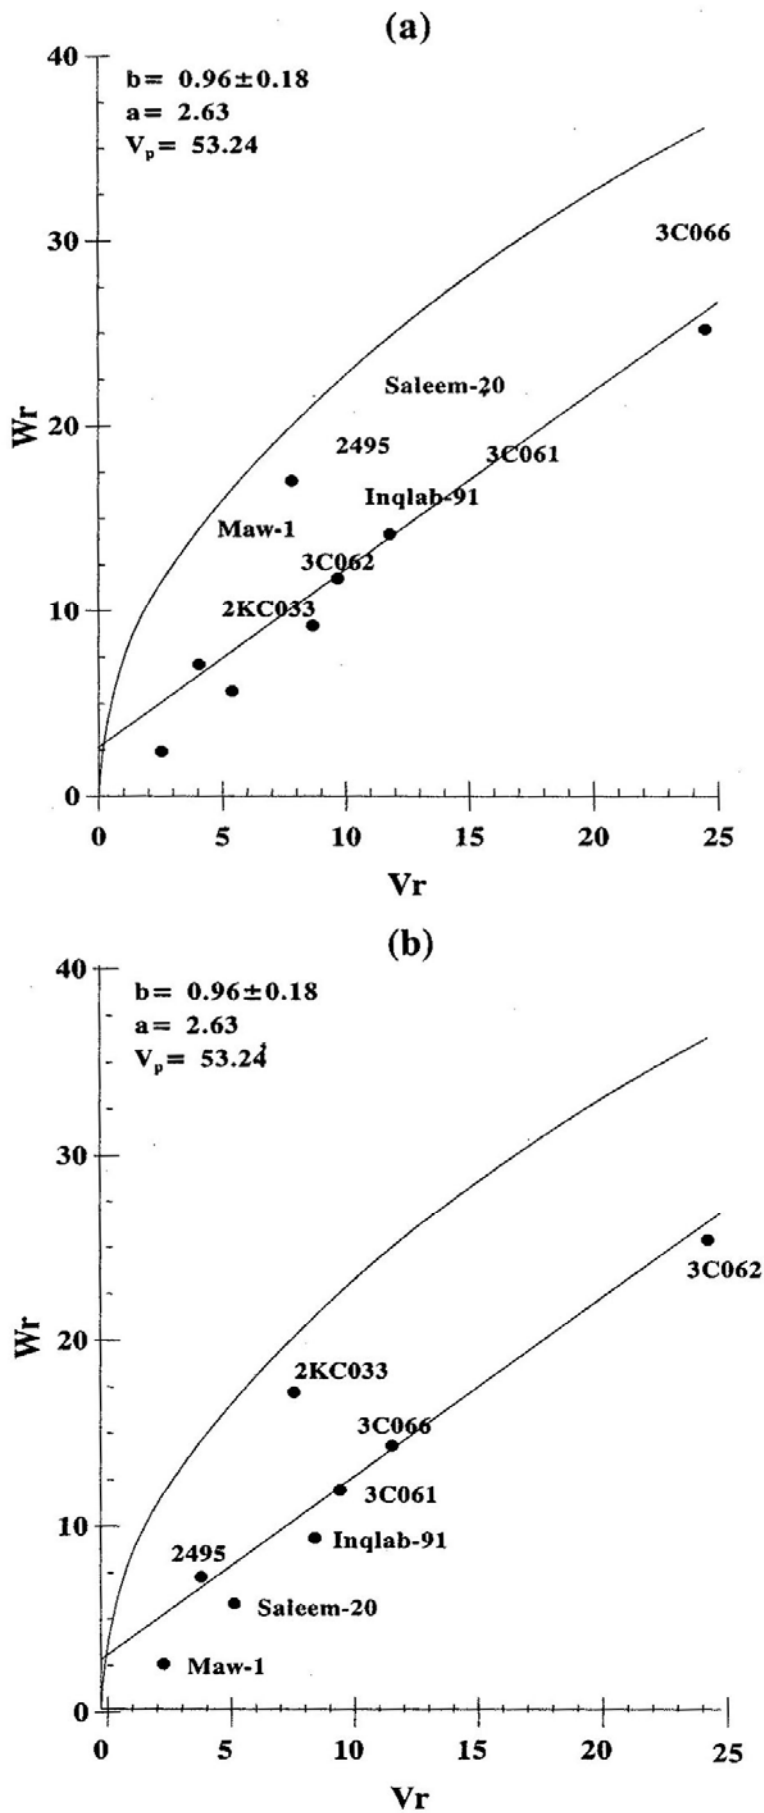 (a)
40
b= 0.96±0.18
a= 2.63
Vp= 53.24
3C066
30
Saleem-20
Wr
20
2495
3C061
Inqlab-91
Maw-1
3C062
10
2KC033
0
0 5 10 15 20 25
Vr
(b)
40
b= 0.96±0.18
a= 2.63
Vp= 53.24
30
3C062
Wr
20
2KC033
3C066
3C061
10
Inqlab-91
2495
Saleem-20
Maw-1
0
0 5 10 15 20 25
Vr